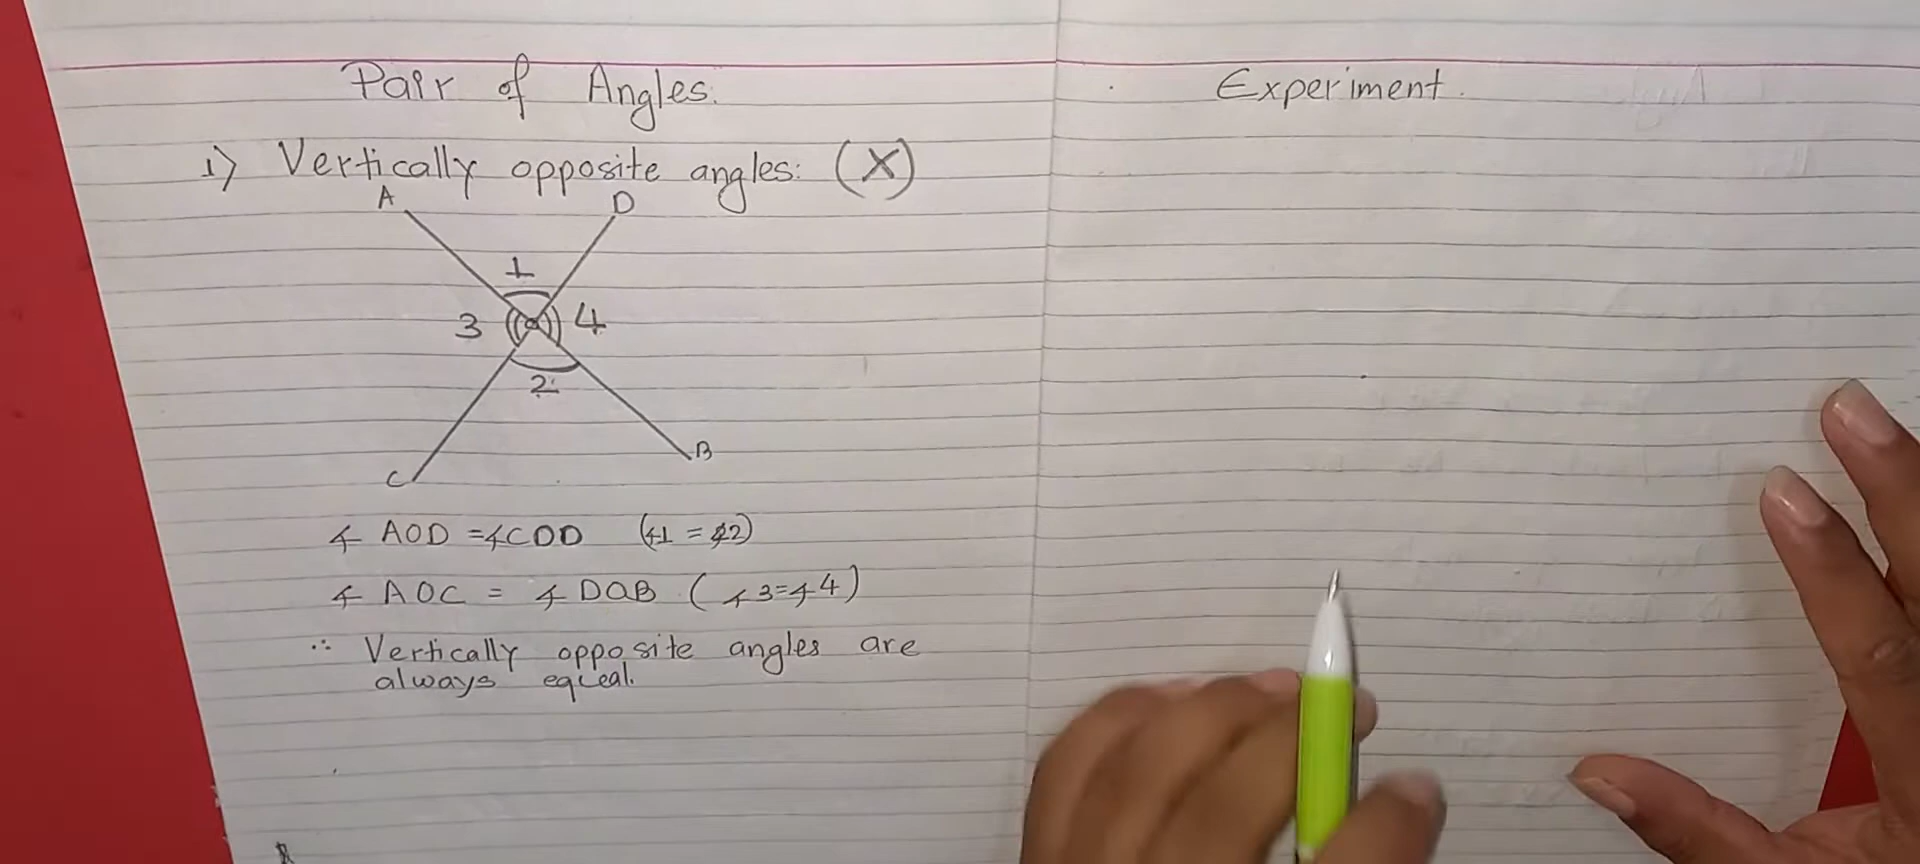 Pair of Angles.
1) Vertically opposite angles: (X)
A D
1
3 O 4
2
C B
∡ AOD = ∡COD (∡1 = ∡2)
∡ AOC = ∡ DOB (∡3=∡4)
∴ Vertically opposite angles are
always equal.
Experiment.